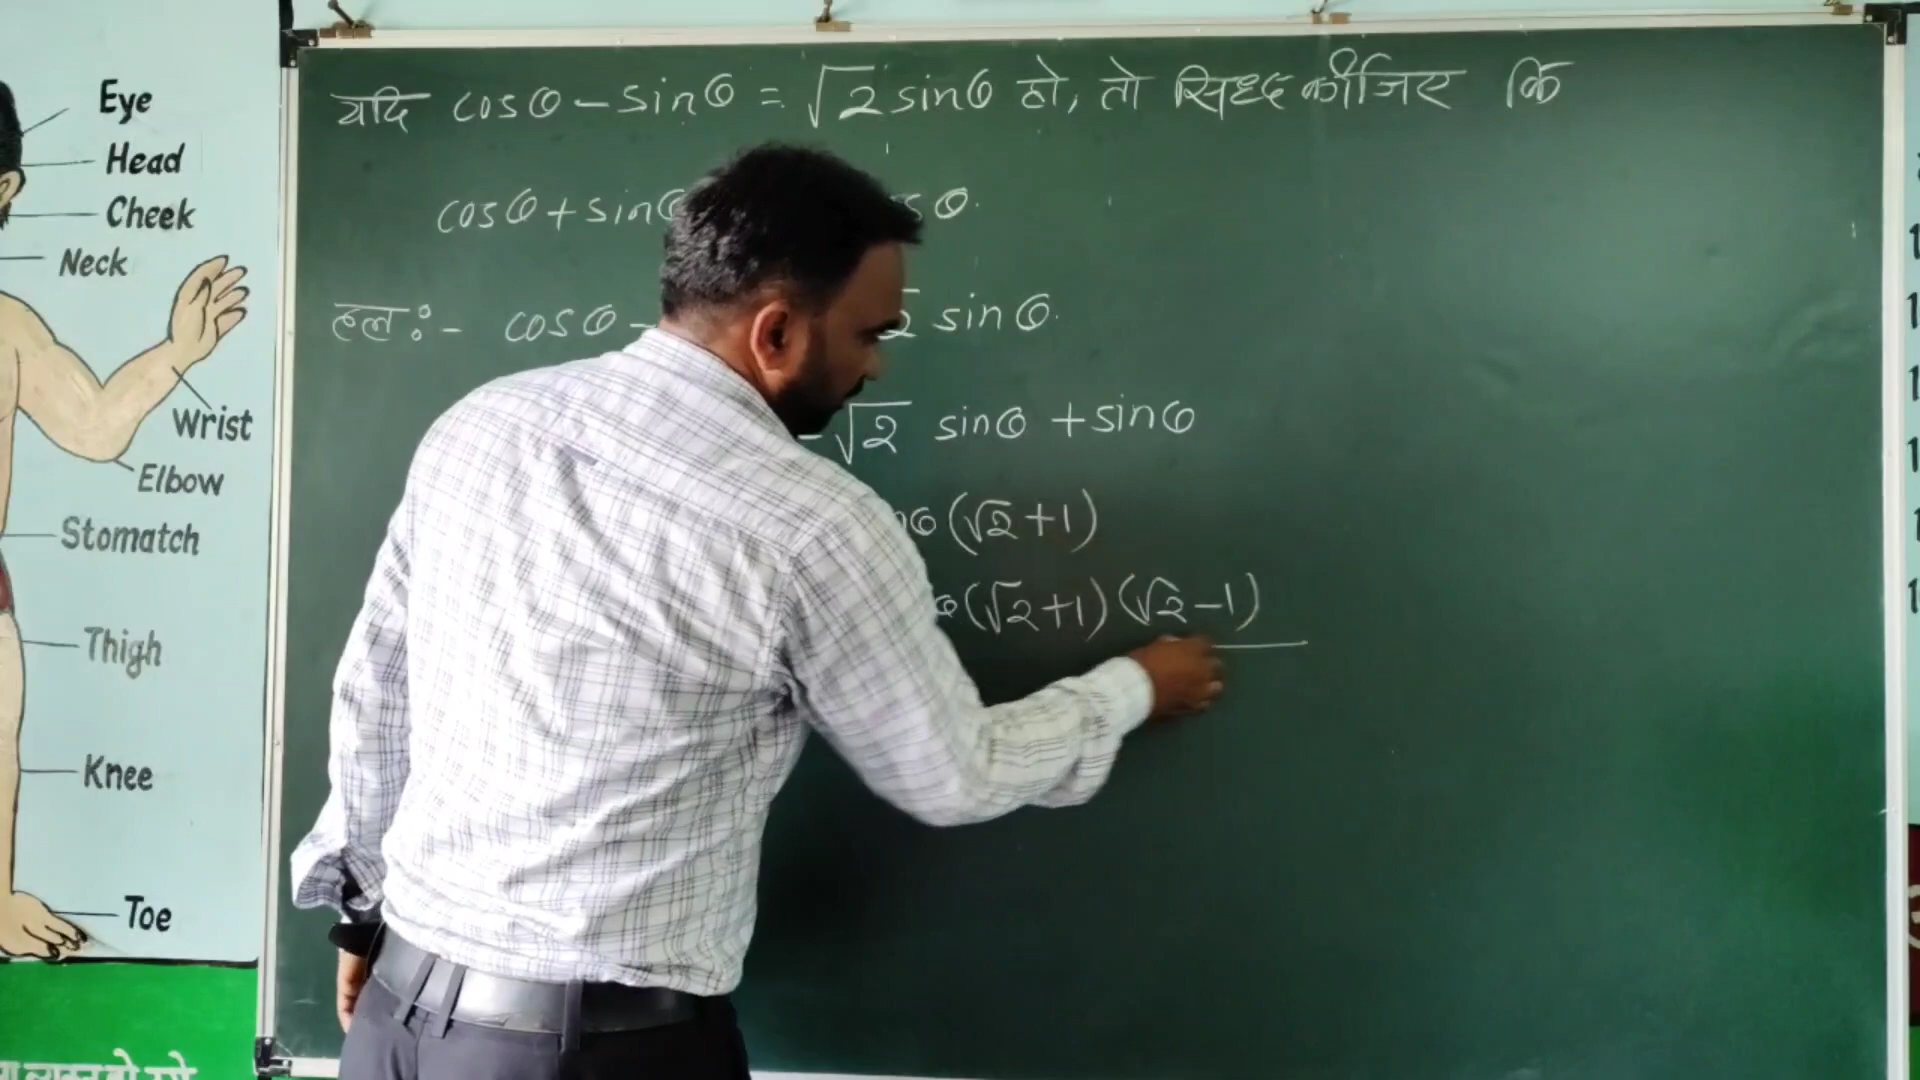 Eye
Head
Cheek
Neck
Wrist
Elbow
Stomatch
Thigh
Knee
Toe
यदि cosθ - sinθ = √2 sinθ हो, तो सिध्द कीजिए कि
cosθ + sinθ
हल:- cosθ - 2 sinθ.
√2 sinθ + sinθ
(√2+1)
(√2+1)(√2-1)